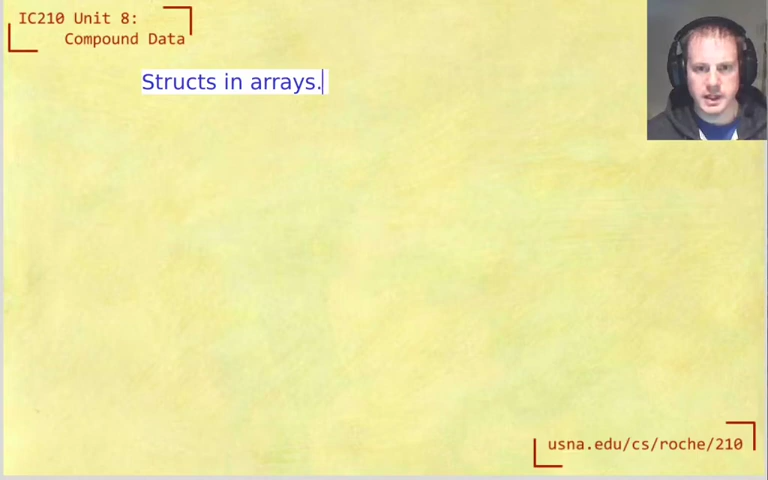 IC210 Unit 8:
Compound Data
Structs in arrays.
usna.edu/cs/roche/210